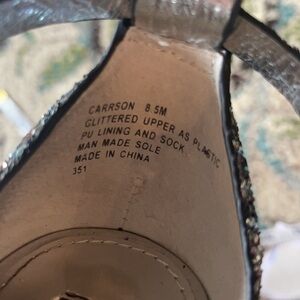 CARRSON 8.5M
GLITTERED UPPER AS PLASTIC
PU LINING AND SOCK
MAN MADE SOLE
MADE IN CHINA
351